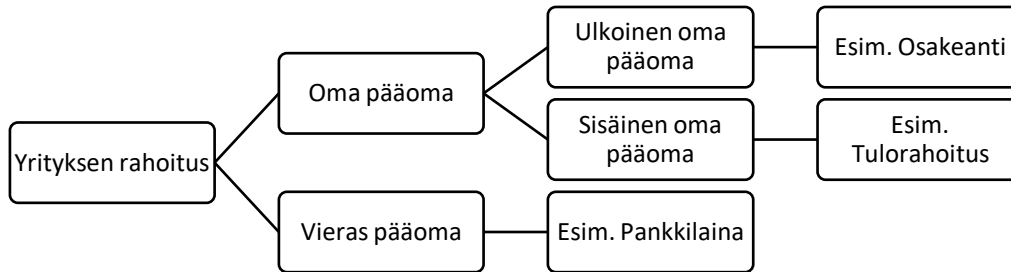 Yrityksen rahoitus
Oma pääoma
Ulkoinen oma
pääoma
Esim. Osakeanti
Sisäinen oma
pääoma
Esim.
Tulorahoitus
Vieras pääoma
Esim. Pankkilaina